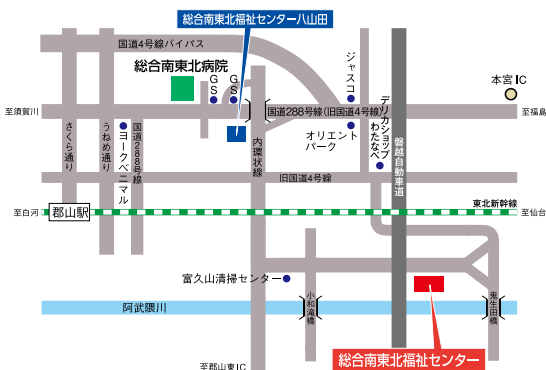 総合南東北福祉センター八山田
国道4号線バイパス
総合南東北病院
GS
GS
ジャスコ
本宮IC
至須賀川
国道288号線(旧国道4号線)
至福島
デリカショップ
わたなべ
オリエント
パーク
さくら通り
うねめ通り
ヨークベニマル
国道288号線
内環状線
磐越自動車道
旧国道4号線
東北新幹線
至白河
郡山駅
至仙台
富久山清掃センター
小和滝橋
鬼生田橋
阿武隈川
総合南東北福祉センター
至郡山東IC